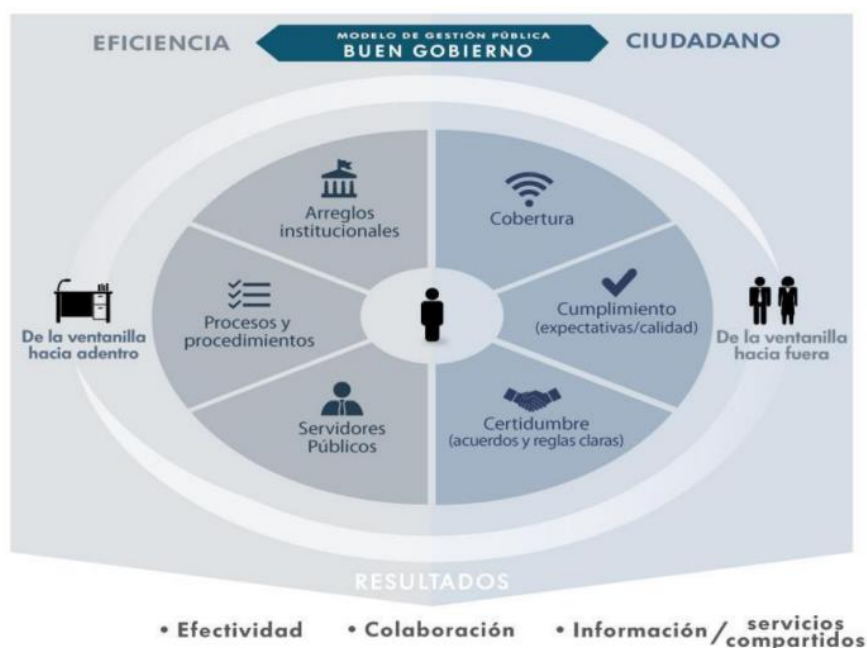 EFICIENCIA
MODELO DE GESTIÓN PÚBLICA
BUEN GOBIERNO
CIUDADANO
Arreglos
institucionales
Cobertura
Procesos y
procedimientos
Cumplimiento
(expectativas/calidad)
De la ventanilla
hacia adentro
De la ventanilla
hacia fuera
Servidores
Públicos
Certidumbre
(acuerdos y reglas claras)
RESULTADOS
• Efectividad
• Colaboración
• Información/servicios
compartidos